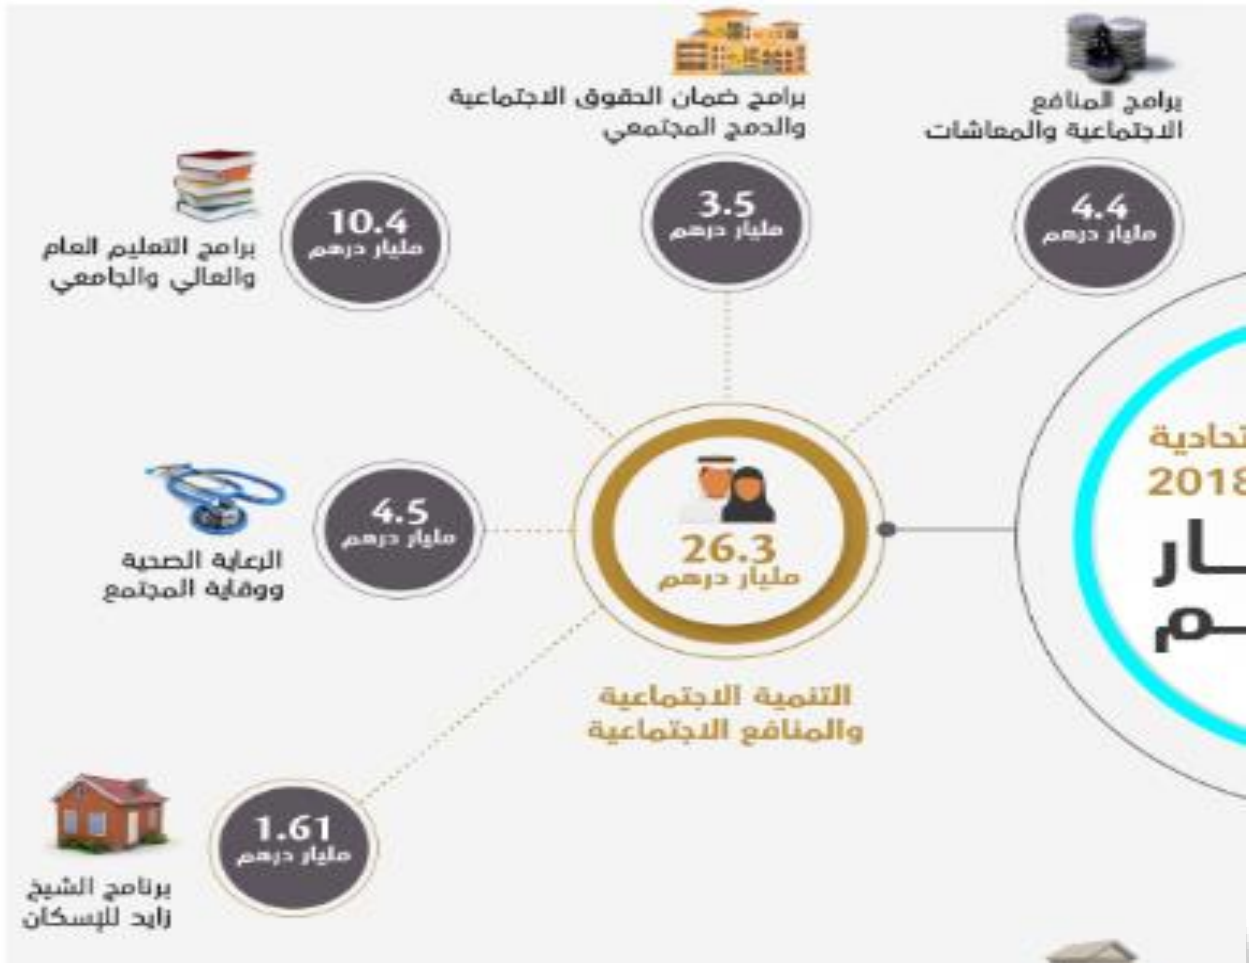 برامج المنافع
الاجتماعية والمعاشات
4.4
مليار درهم
برامج ضمان الحقوق الاجتماعية
والدمج المجتمعي
3.5
مليار درهم
برامج التعليم العام
والعالي والجامعي
10.4
مليار درهم
الرعاية الصحية
ووقاية المجتمع
4.5
مليار درهم
برنامج الشيخ
زايد للإسكان
1.61
مليار درهم
26.3
مليار درهم
التنمية الاجتماعية
والمنافع الاجتماعية
2018